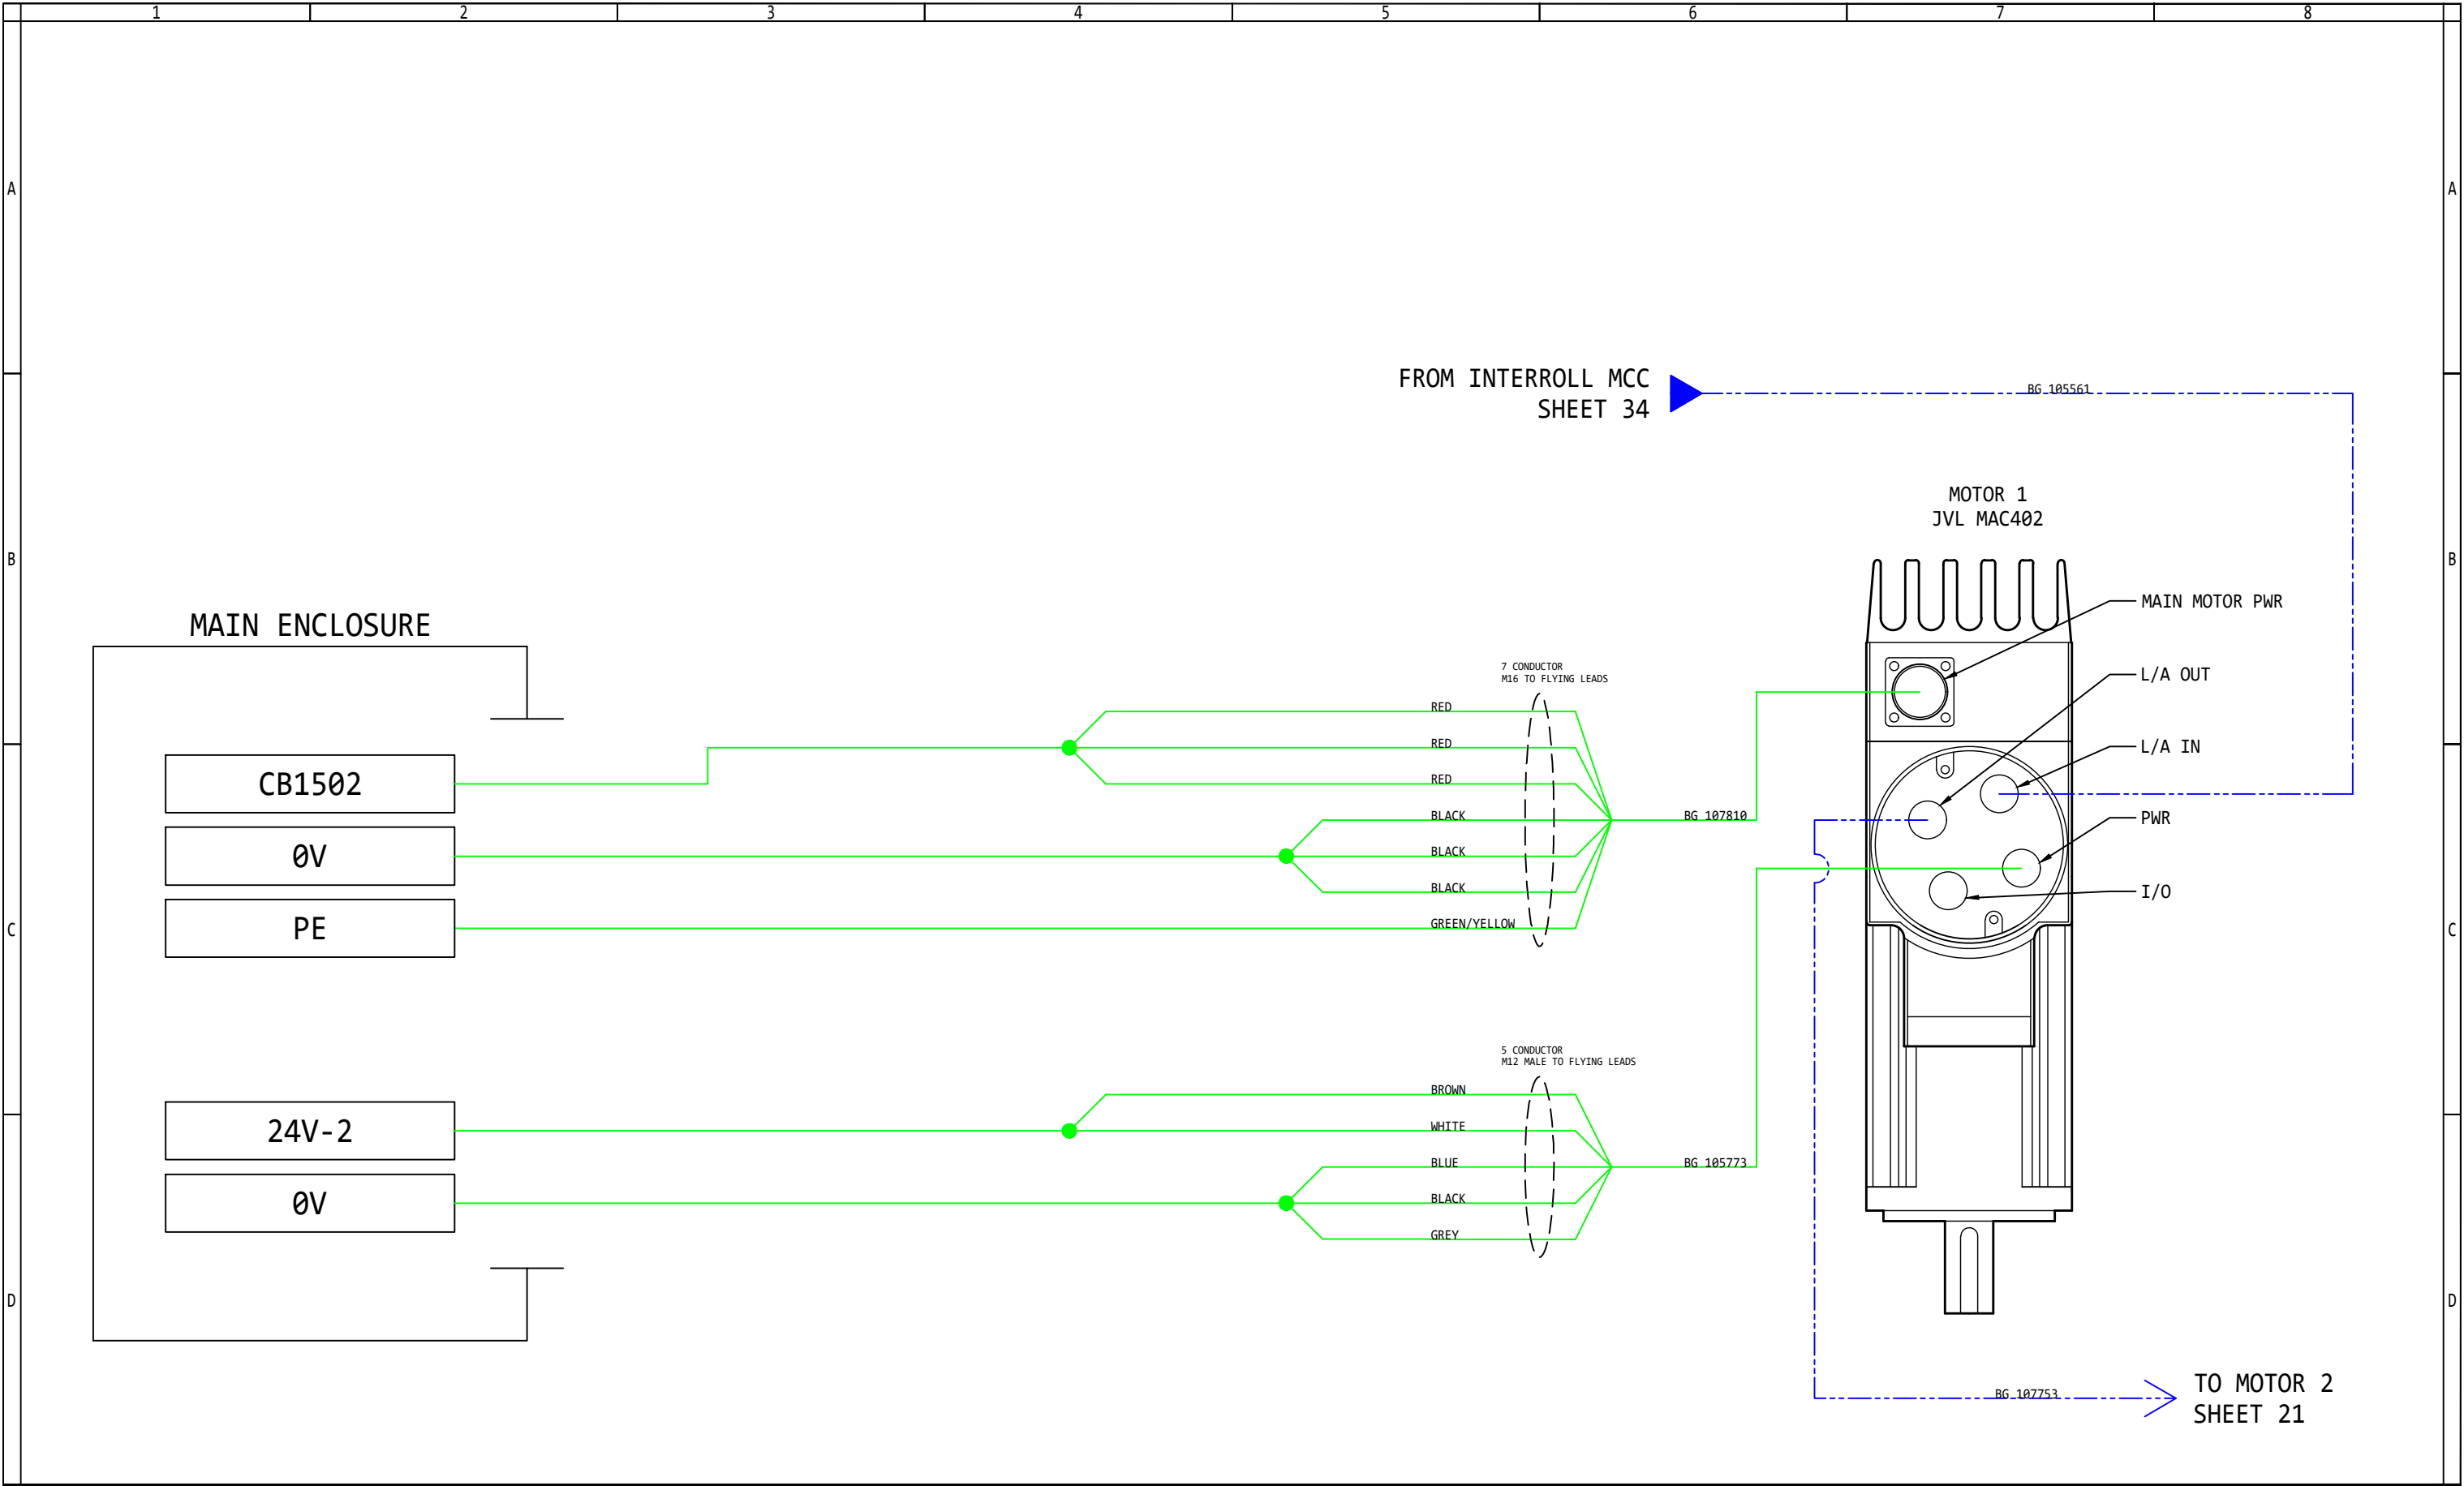 1 2 3 4 5 6 7 8
A A
FROM INTERROLL MCC
SHEET 34
BG 105561
MOTOR 1
JVL MAC402
B B
MAIN MOTOR PWR
MAIN ENCLOSURE
7 CONDUCTOR
M16 TO FLYING LEADS
L/A OUT
RED
RED
L/A IN
CB1502
RED
BLACK
BG 107810
PWR
0V
BLACK
BLACK
I/O
PE
GREEN/YELLOW
C C
5 CONDUCTOR
M12 MALE TO FLYING LEADS
BROWN
24V-2
WHITE
BLUE
BG 105773
0V
BLACK
GREY
D D
BG 107753
TO MOTOR 2
SHEET 21